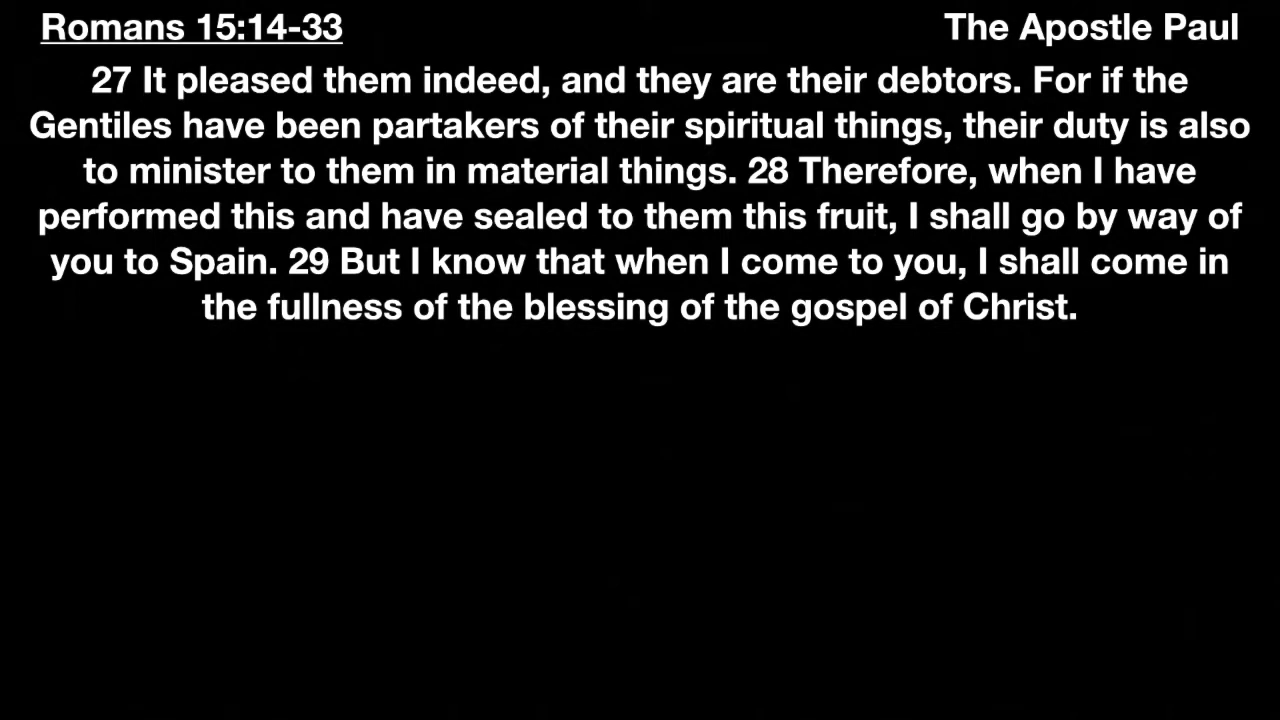 Romans 15:14-33
The Apostle Paul
27 It pleased them indeed, and they are their debtors. For if the
Gentiles have been partakers of their spiritual things, their duty is also
to minister to them in material things. 28 Therefore, when I have
performed this and have sealed to them this fruit, I shall go by way of
you to Spain. 29 But I know that when I come to you, I shall come in
the fullness of the blessing of the gospel of Christ.